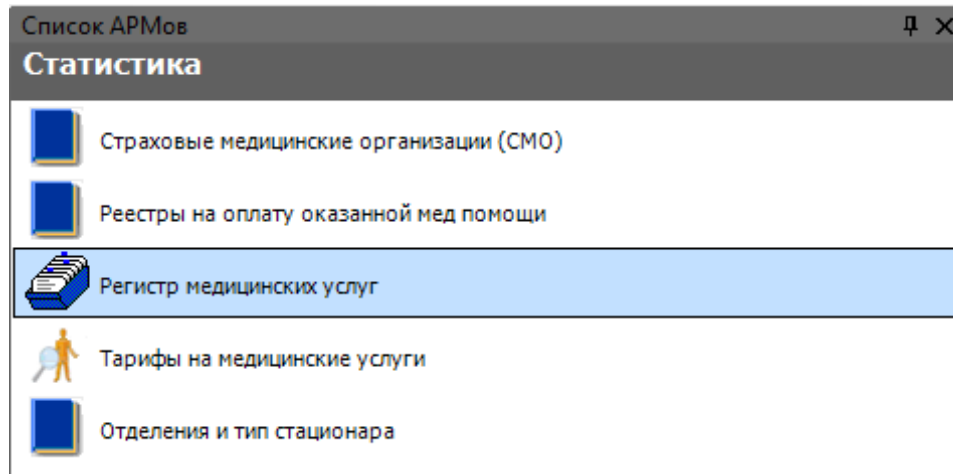 Список АРМов
Статистика
Страховые медицинские организации (СМО)
Реестры на оплату оказанной мед помощи
Регистр медицинских услуг
Тарифы на медицинские услуги
Отделения и тип стационара